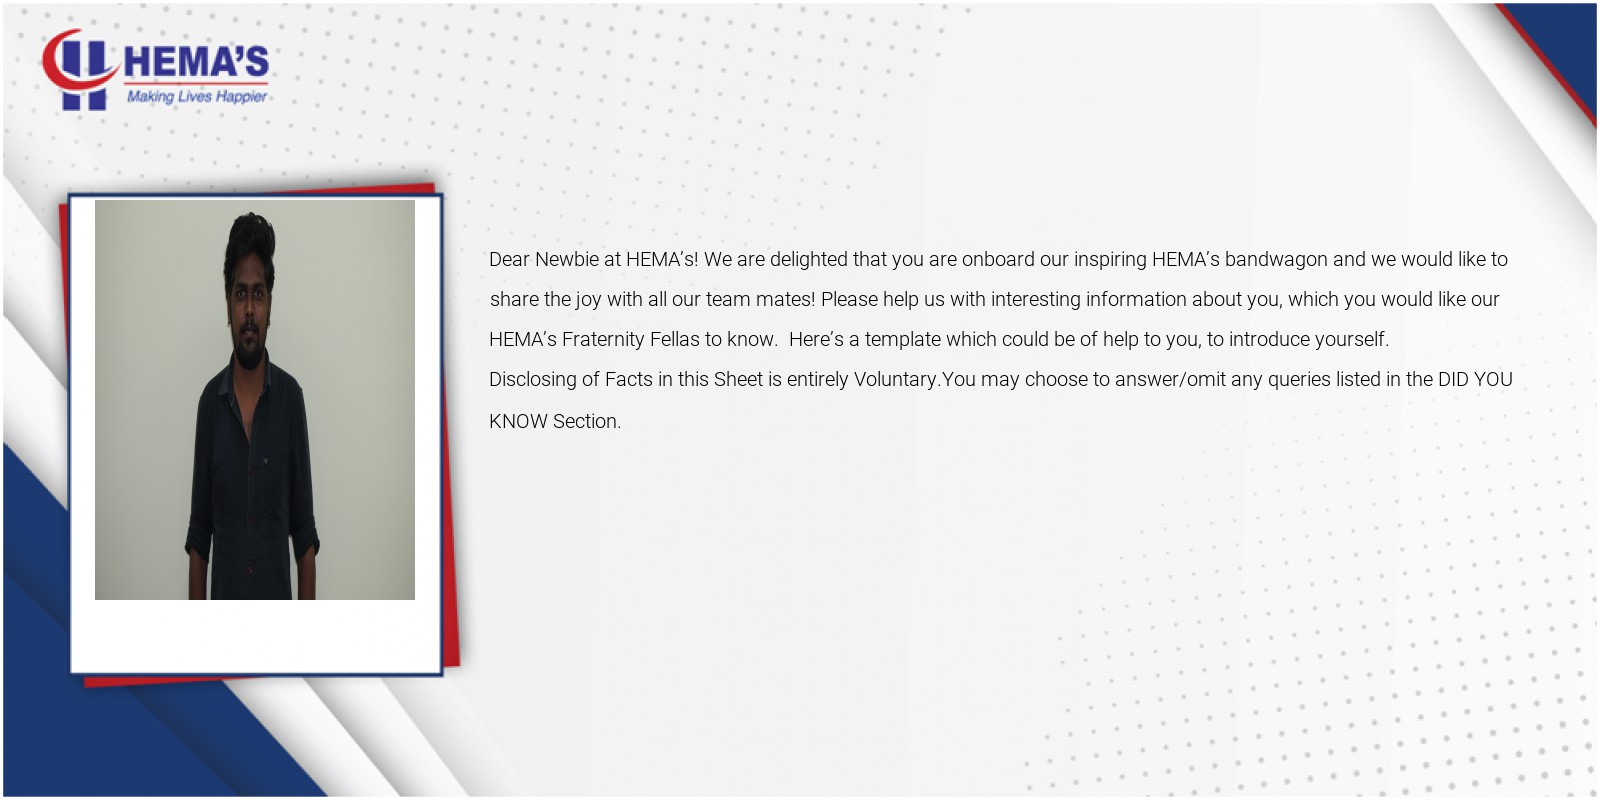 HEMA'S
Making Lives Happier
Dear Newbie at HEMA’s! We are delighted that you are onboard our inspiring HEMA’s bandwagon and we would like to
share the joy with all our team mates! Please help us with interesting information about you, which you would like our
HEMA’s Fraternity Fellas to know.  Here’s a template which could be of help to you, to introduce yourself.
Disclosing of Facts in this Sheet is entirely Voluntary.You may choose to answer/omit any queries listed in the DID YOU
KNOW Section.